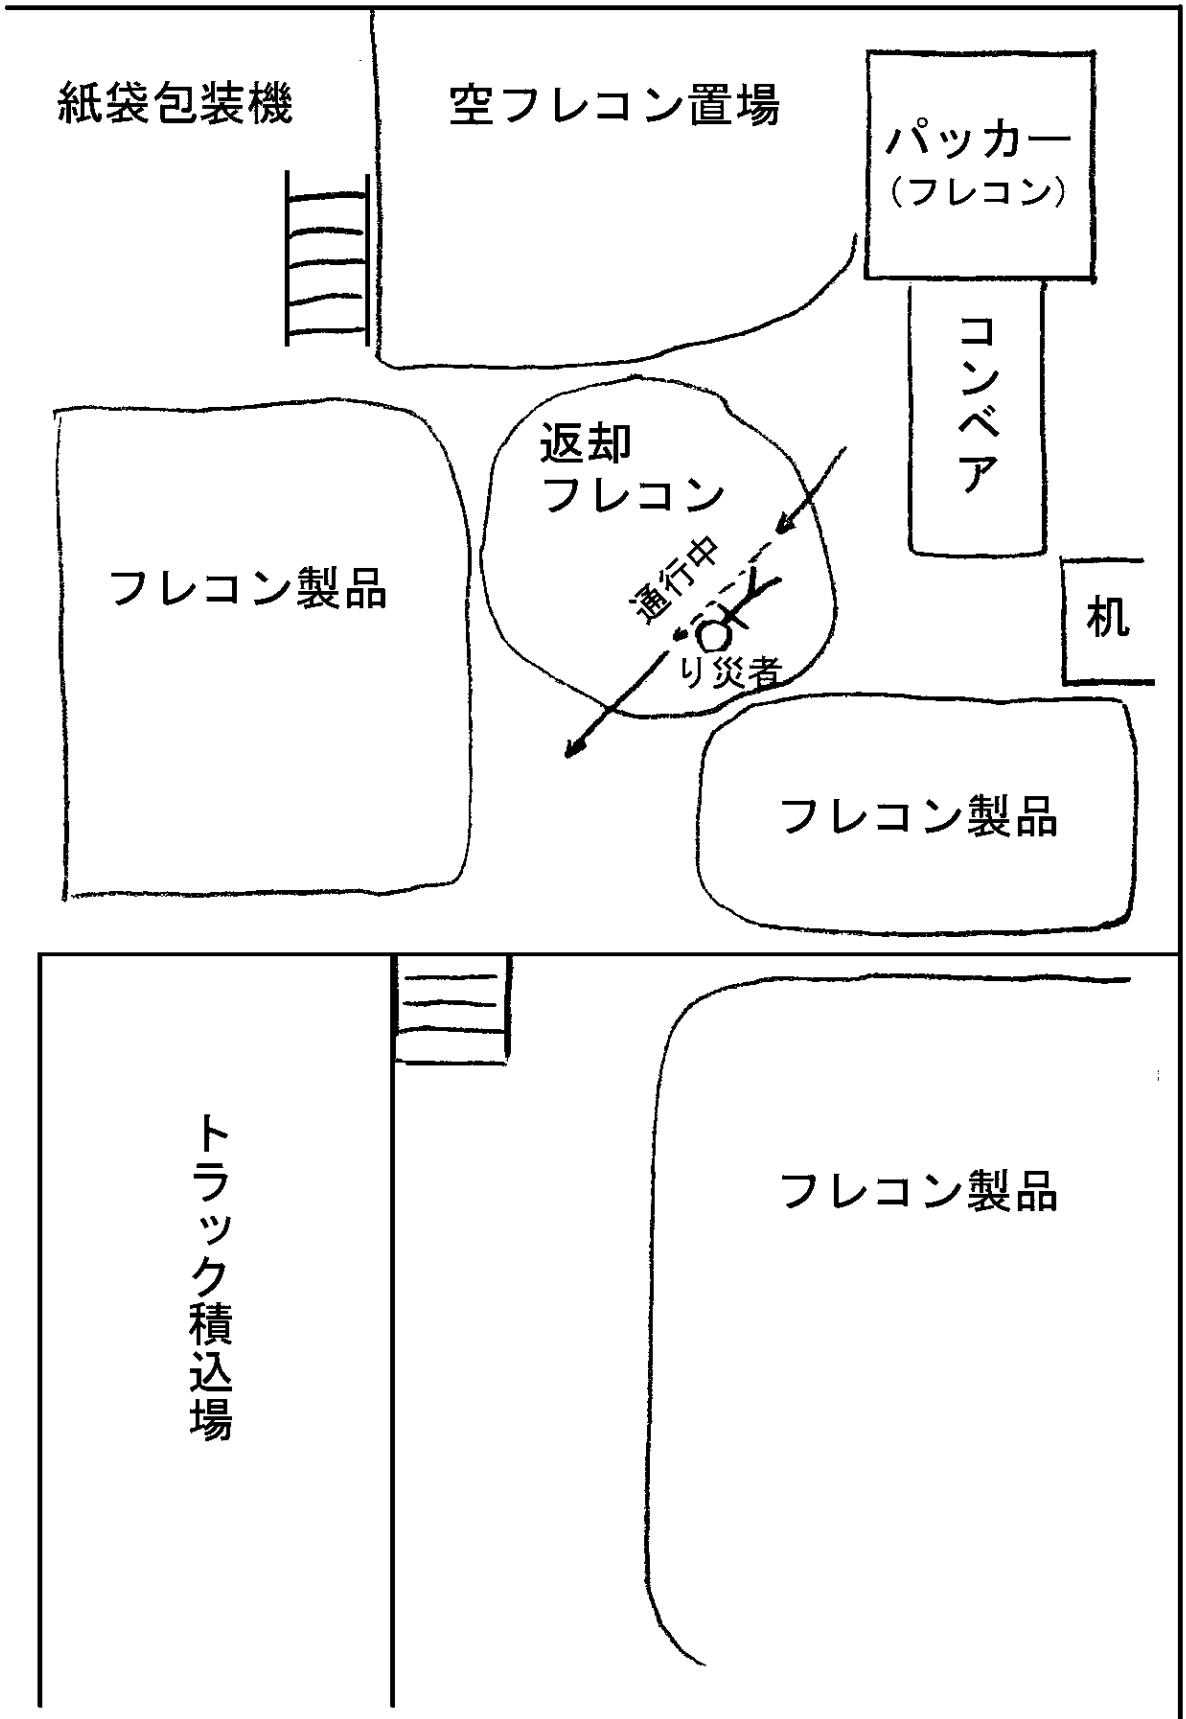 紙袋包装機
空フレコン置場
パッカー
(フレコン)
コンベア
返却
フレコン
通行中
り災者
フレコン製品
机
フレコン製品
トラック積込場
フレコン製品